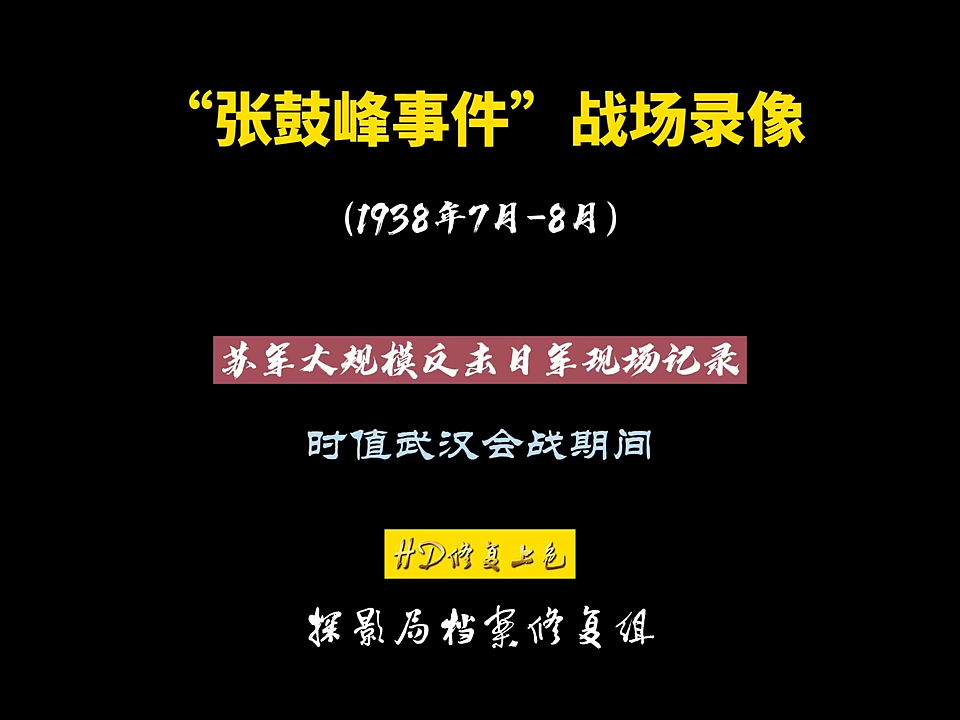 “张鼓峰事件”战场录像
(1938年7月-8月)
苏军大规模反击日军现场记录
时值武汉会战期间
HD修复上色
探影局档案修复组